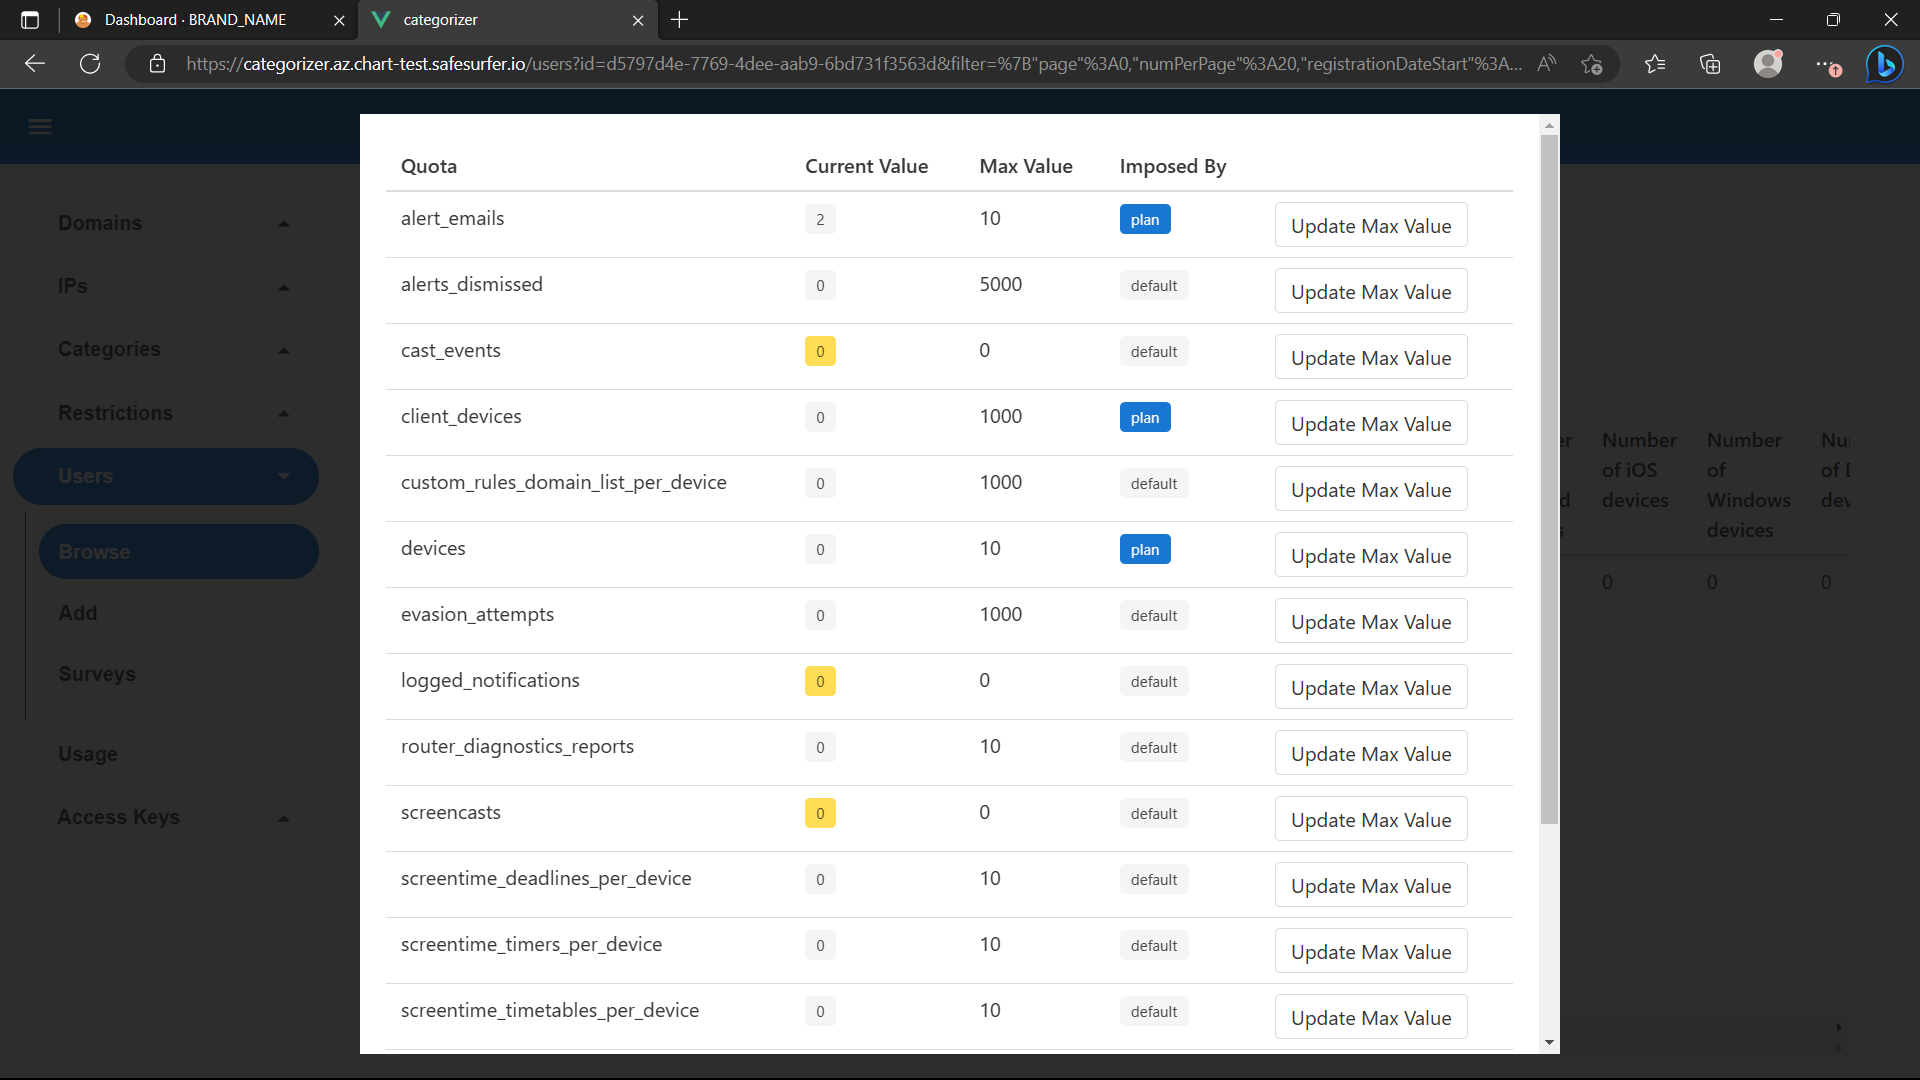 Dashboard · BRAND_NAME
categorizer
https://categorizer.az.chart-test.safesurfer.io/users?id=d5797d4e-7769-4dee-aab9-6bd731f3563d&filter=%7B"page"%3A0,"numPerPage"%3A20,"registrationDateStart"%3A...
Domains
IPs
Categories
Restrictions
Users
Browse
Add
Surveys
Usage
Access Keys
Quota Current Value Max Value Imposed By
alert_emails 2 10 plan Update Max Value
alerts_dismissed 0 5000 default Update Max Value
cast_events 0 0 default Update Max Value
client_devices 0 1000 plan Update Max Value
custom_rules_domain_list_per_device 0 1000 default Update Max Value
devices 0 10 plan Update Max Value
evasion_attempts 0 1000 default Update Max Value
logged_notifications 0 0 default Update Max Value
router_diagnostics_reports 0 10 default Update Max Value
screencasts 0 0 default Update Max Value
screentime_deadlines_per_device 0 10 default Update Max Value
screentime_timers_per_device 0 10 default Update Max Value
screentime_timetables_per_device 0 10 default Update Max Value
Number Number
of iOS of
devices Windows
devices
0 0 0